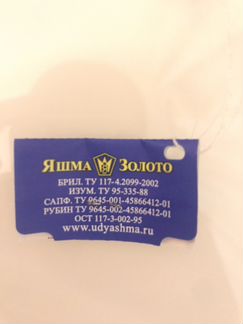 ЯШМА ЗОЛОТО
БРИЛ. ТУ 117-4.2099-2002
ИЗУМ. ТУ 95-335-88
САПФ. ТУ 9645-001-45866412-01
РУБИН ТУ 9645-002-45866412-01
ОСТ 117-3-002-95
www.udyashma.ru